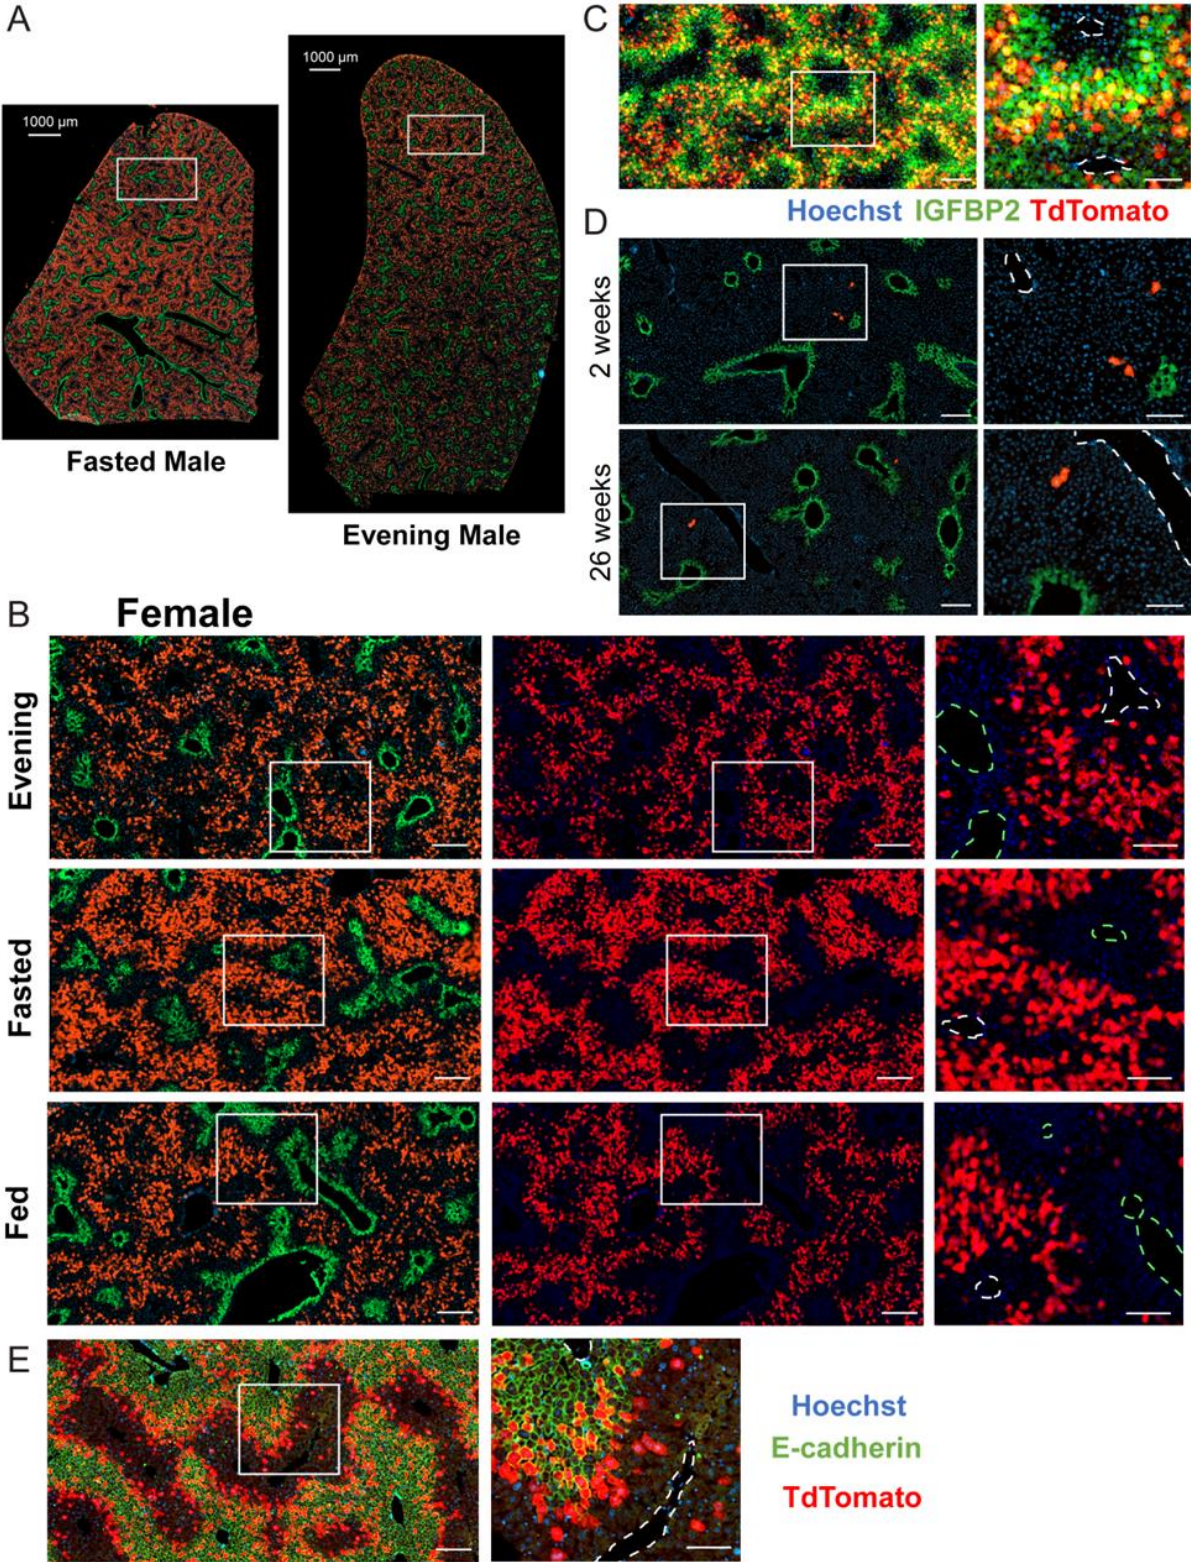 A
1000 µm
1000 µm
Fasted Male
Evening Male
C
Hoechst IGFBP2 TdTomato
D
2 weeks
26 weeks
B
Female
Evening
Fasted
Fed
E
Hoechst
E-cadherin
TdTomato